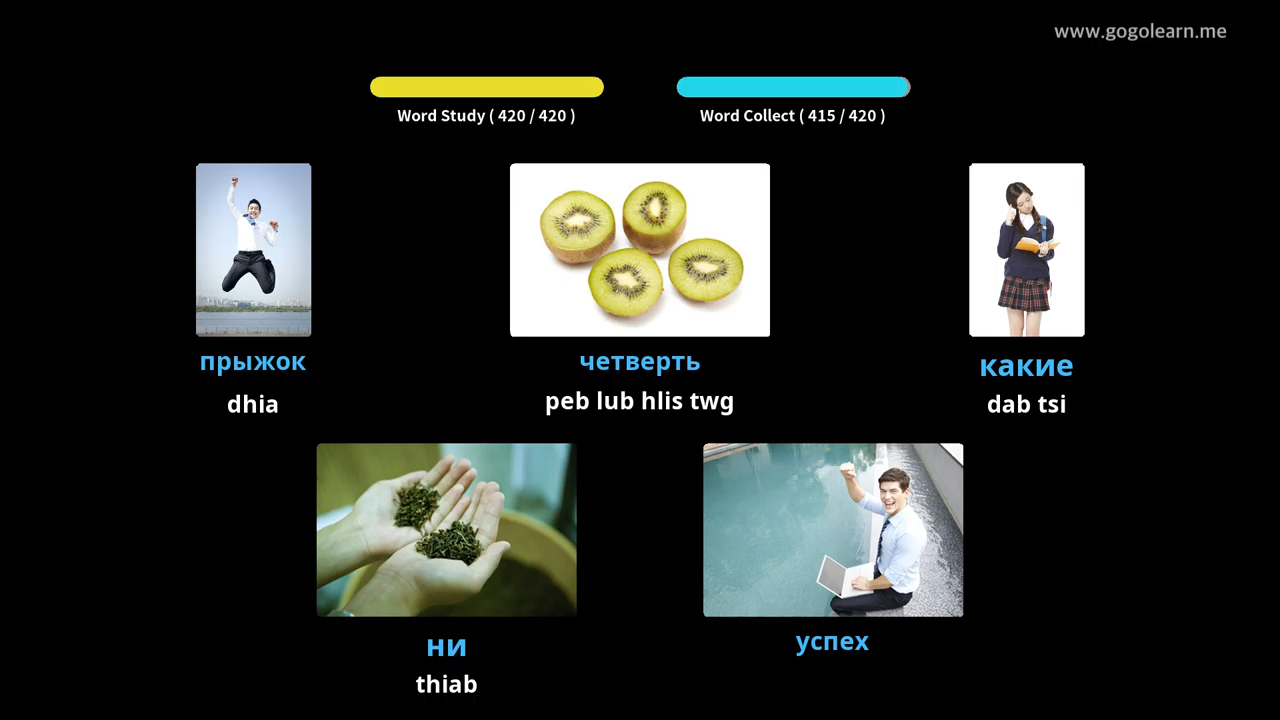 www.gogolearn.me
Word Study ( 420 / 420 )
Word Collect ( 415 / 420 )
прыжок
dhia
четверть
peb lub hlis twg
какие
dab tsi
ни
thiab
успех